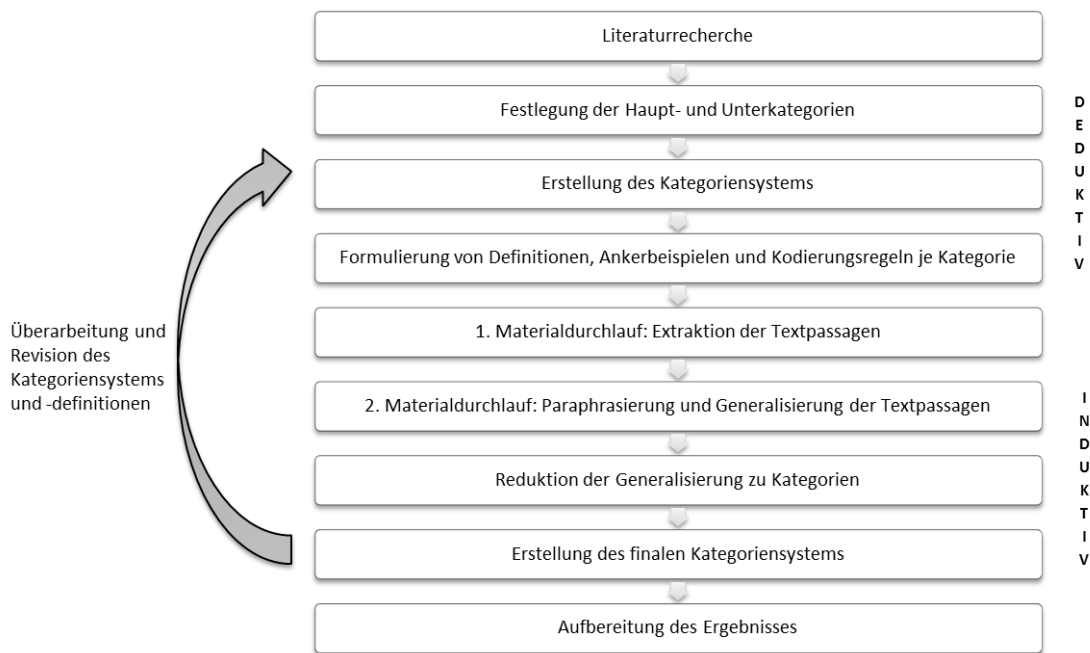 Literaturrecherche
Festlegung der Haupt- und Unterkategorien
Erstellung des Kategoriensystems
Formulierung von Definitionen, Ankerbeispielen und Kodierungsregeln je Kategorie
1. Materialdurchlauf: Extraktion der Textpassagen
2. Materialdurchlauf: Paraphrasierung und Generalisierung der Textpassagen
Reduktion der Generalisierung zu Kategorien
Erstellung des finalen Kategoriensystems
Aufbereitung des Ergebnisses
Überarbeitung und
Revision des
Kategoriensystems
und -definitionen
DEDUKTIV
INDUKTIV